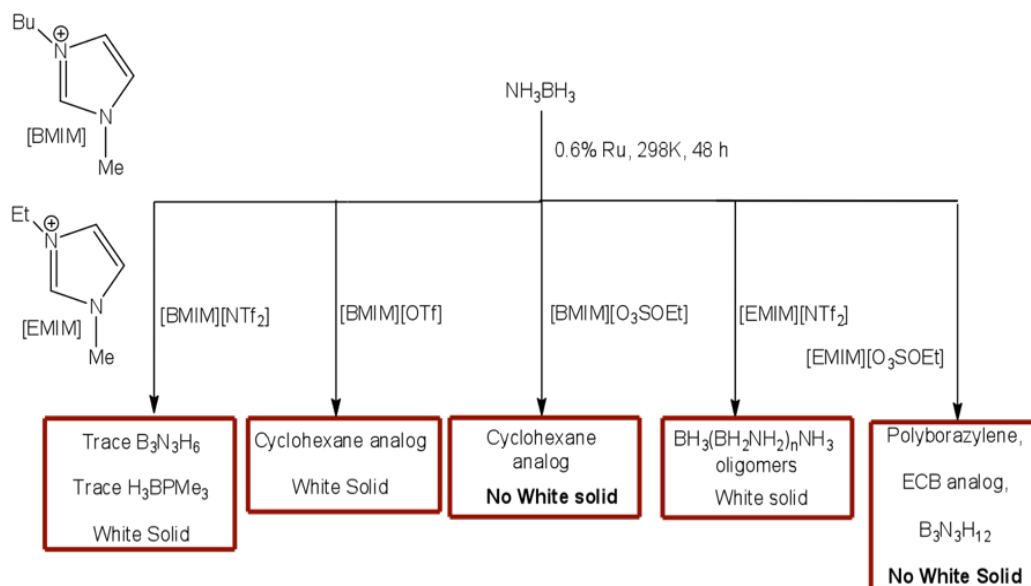 Bu
N
⊕
N
[BMIM]
Me
Et
⊕
N
N
[EMIM]
Me
NH₃BH₃
0.6% Ru, 298K, 48 h
[BMIM][NTf₂]
[BMIM][OTf]
[BMIM][O₃SOEt]
[EMIM][NTf₂]
[EMIM][O₃SOEt]
Trace B₃N₃H₆
Trace H₃BPMe₃
White Solid
Cyclohexane analog
White Solid
Cyclohexane
analog
No White solid
BH₃(BH₂NH₂)ₙNH₃
oligomers
White solid
Polyborazylene,
ECB analog,
B₃N₃H₁₂
No White Solid